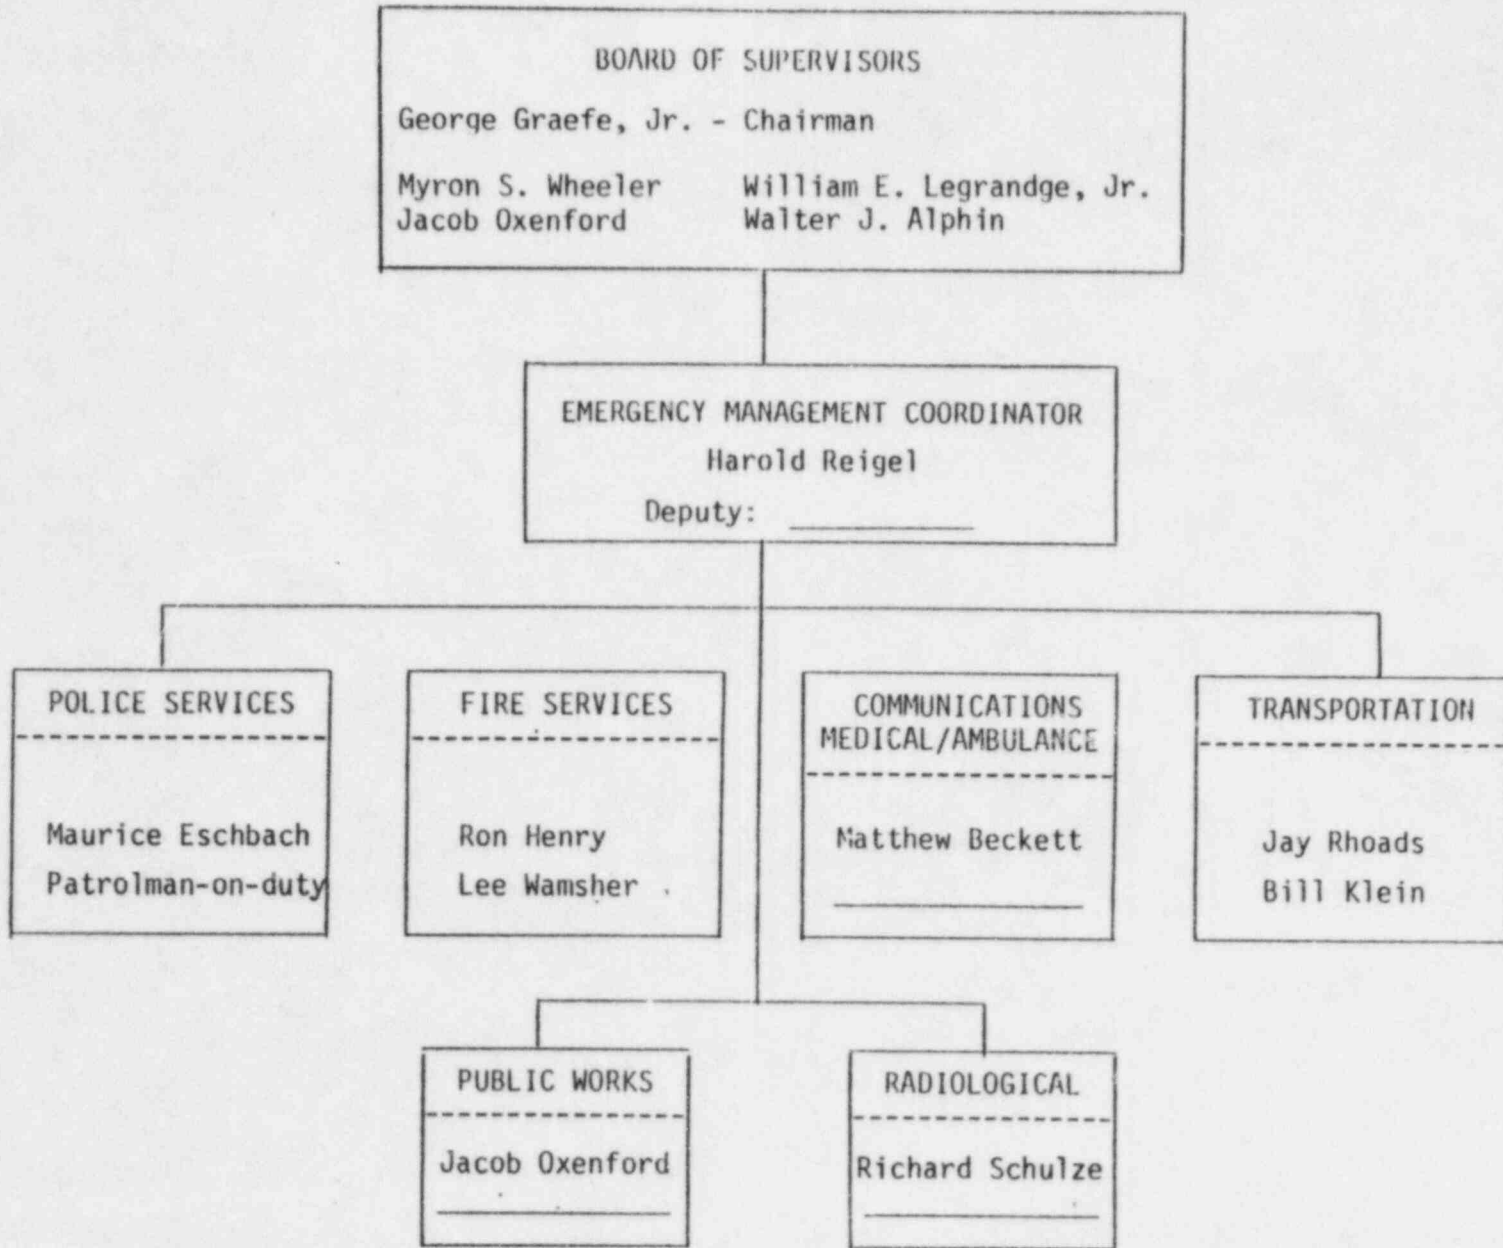 BOARD OF SUPERVISORS
George Graefe, Jr. - Chairman
Myron S. Wheeler William E. Legrandge, Jr.
Jacob Oxenford Walter J. Alphin
EMERGENCY MANAGEMENT COORDINATOR
Harold Reigel
Deputy: ___________
POLICE SERVICES
Maurice Eschbach
Patrolman-on-duty
FIRE SERVICES
Ron Henry
Lee Wamsher
COMMUNICATIONS
MEDICAL/AMBULANCE
Matthew Beckett
TRANSPORTATION
Jay Rhoads
Bill Klein
PUBLIC WORKS
Jacob Oxenford
RADIOLOGICAL
Richard Schulze